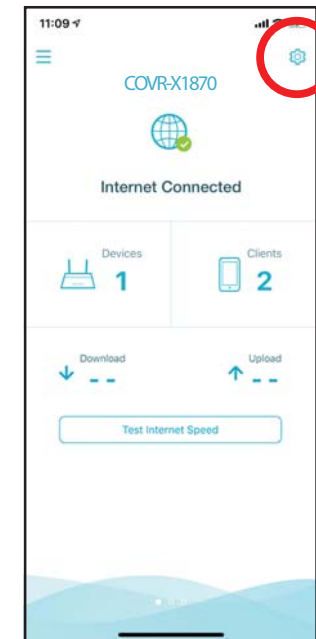 11:09
COVR-X1870
Internet Connected
Devices
1
Clients
2
Download
--
Upload
--
Test Internet Speed